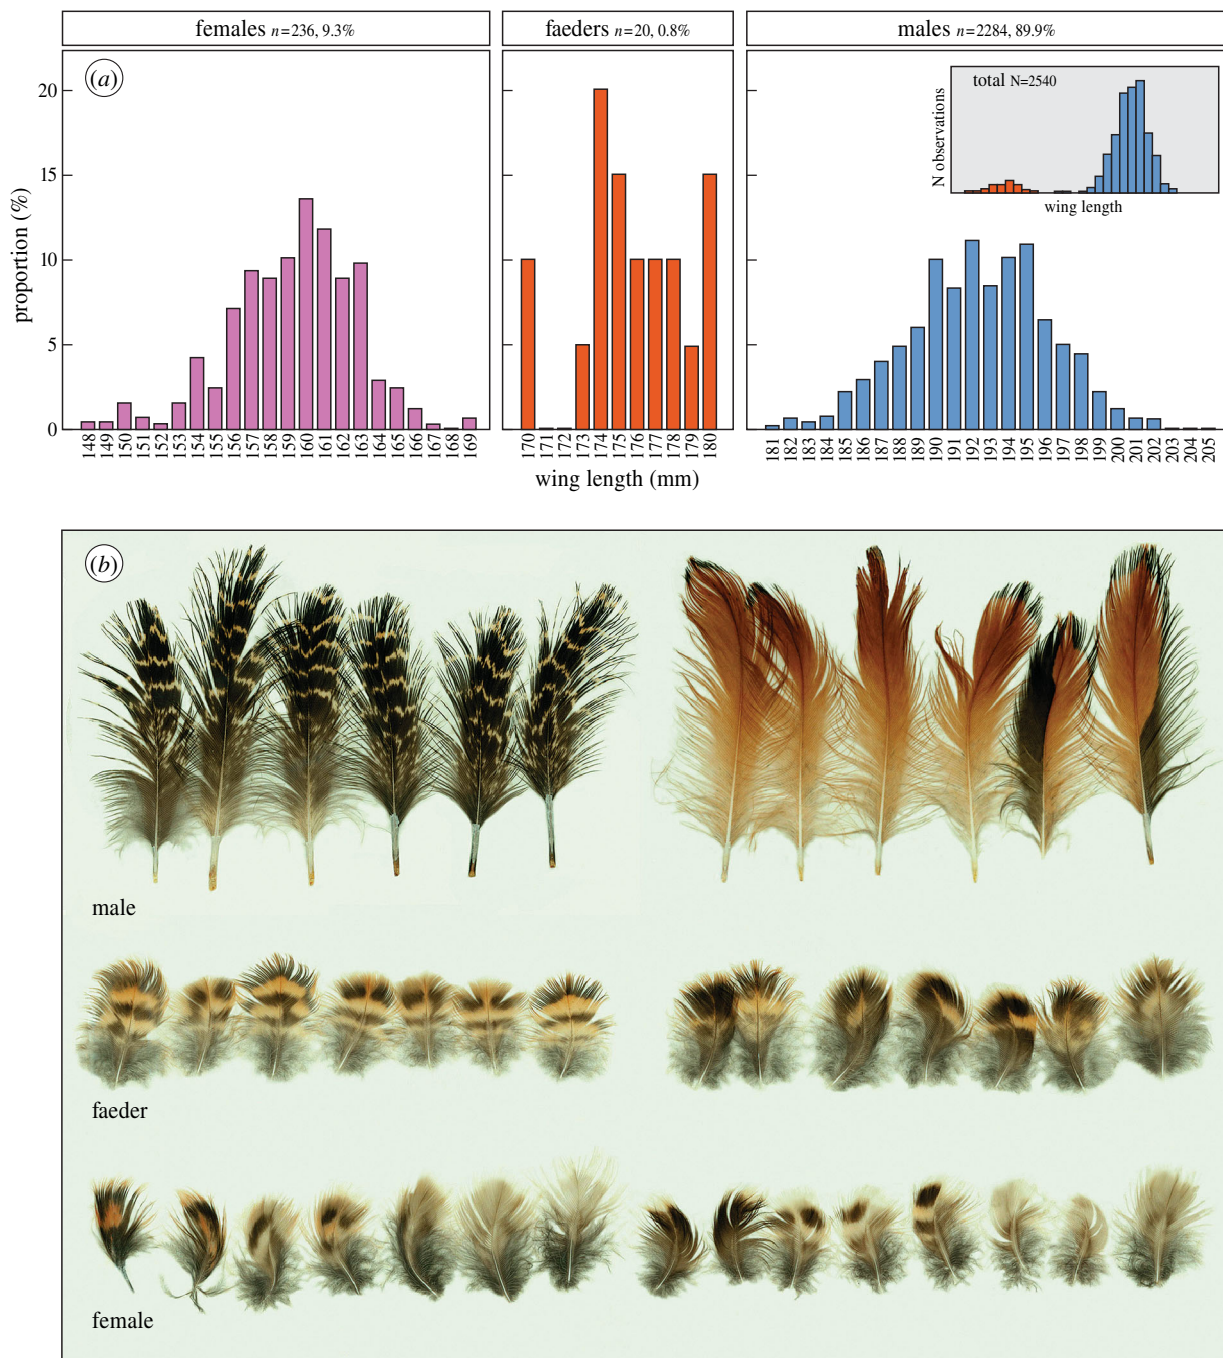 females n=236, 9.3%
faeders n=20, 0.8%
males n=2284, 89.9%
(a)
total N=2540
N observations
wing length
proportion (%)
20
15
10
5
0
148 149 150 151 152 153 154 155 156 157 158 159 160 161 162 163 164 165 166 167 168 169
170 171 172 173 174 175 176 177 178 179 180
181 182 183 184 185 186 187 188 189 190 191 192 193 194 195 196 197 198 199 200 201 202 203 204 205
wing length (mm)
(b)
male
faeder
female